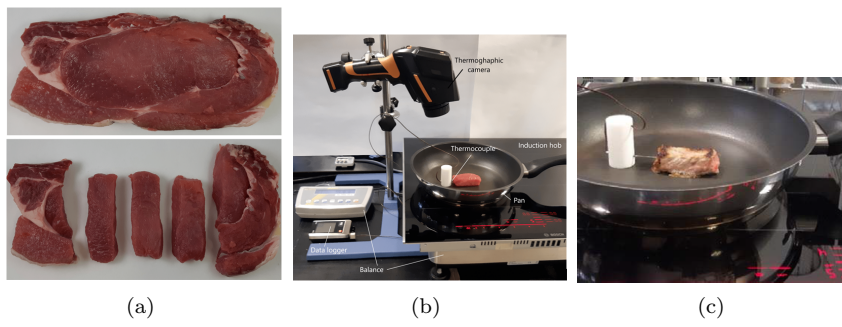 Thermoghaphic
camera
Thermocouple
Induction hob
Pan
Data logger
Balance
(a)
(b)
(c)